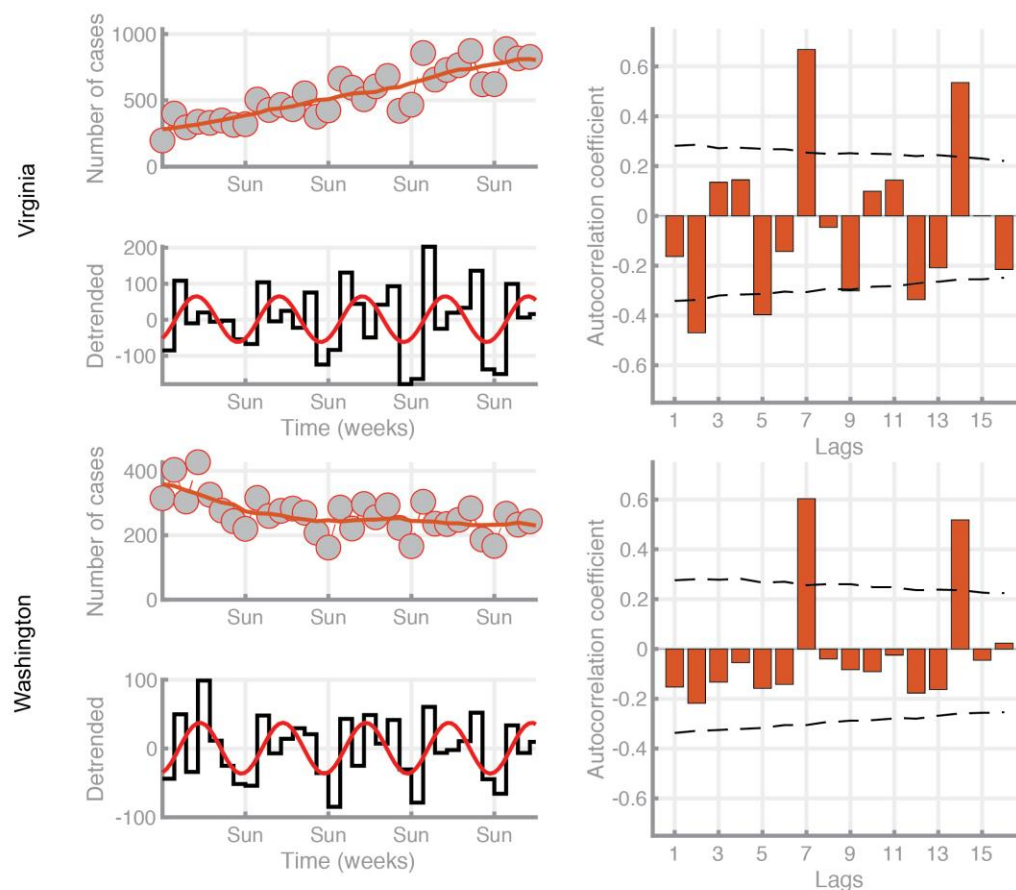 Virginia
Number of cases
1000
500
0
Sun Sun Sun Sun
Detrended
200
100
0
-100
Sun Sun Sun Sun
Time (weeks)
Autocorrelation coefficient
0.6
0.4
0.2
0
-0.2
-0.4
-0.6
1 3 5 7 9 11 13 15
Lags
Washington
Number of cases
400
200
0
Sun Sun Sun Sun
Detrended
100
0
-100
Sun Sun Sun Sun
Time (weeks)
Autocorrelation coefficient
0.6
0.4
0.2
0
-0.2
-0.4
-0.6
1 3 5 7 9 11 13 15
Lags